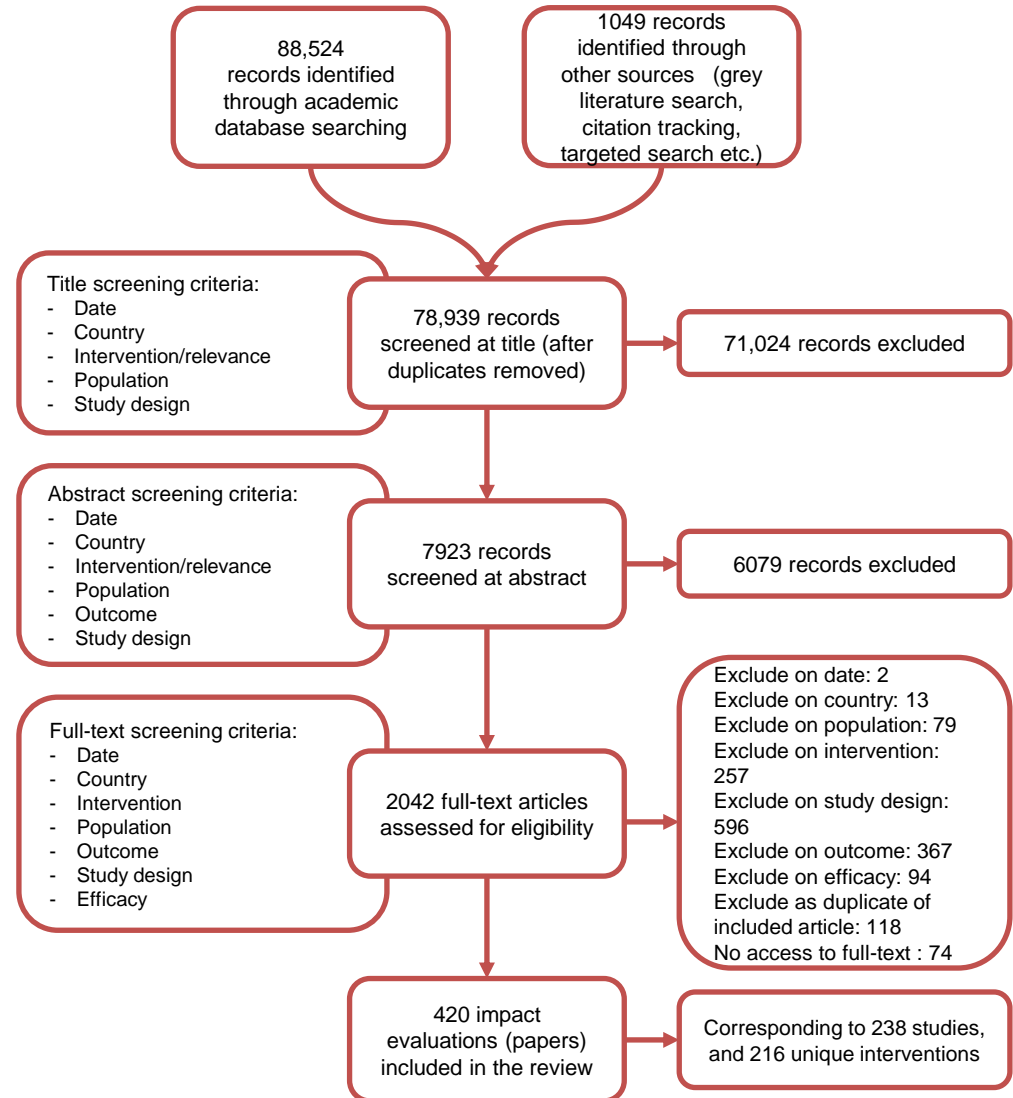 88,524
records identified
through academic
database searching
1049 records
identified through
other sources (grey
literature search,
citation tracking,
targeted search etc.)
Title screening criteria:
- Date
- Country
- Intervention/relevance
- Population
- Study design
78,939 records
screened at title (after
duplicates removed)
71,024 records excluded
Abstract screening criteria:
- Date
- Country
- Intervention/relevance
- Population
- Outcome
- Study design
7923 records
screened at abstract
6079 records excluded
Full-text screening criteria:
- Date
- Country
- Intervention
- Population
- Outcome
- Study design
- Efficacy
2042 full-text articles
assessed for eligibility
Exclude on date: 2
Exclude on country: 13
Exclude on population: 79
Exclude on intervention:
257
Exclude on study design:
596
Exclude on outcome: 367
Exclude on efficacy: 94
Exclude as duplicate of
included article: 118
No access to full-text : 74
420 impact
evaluations (papers)
included in the review
Corresponding to 238 studies,
and 216 unique interventions